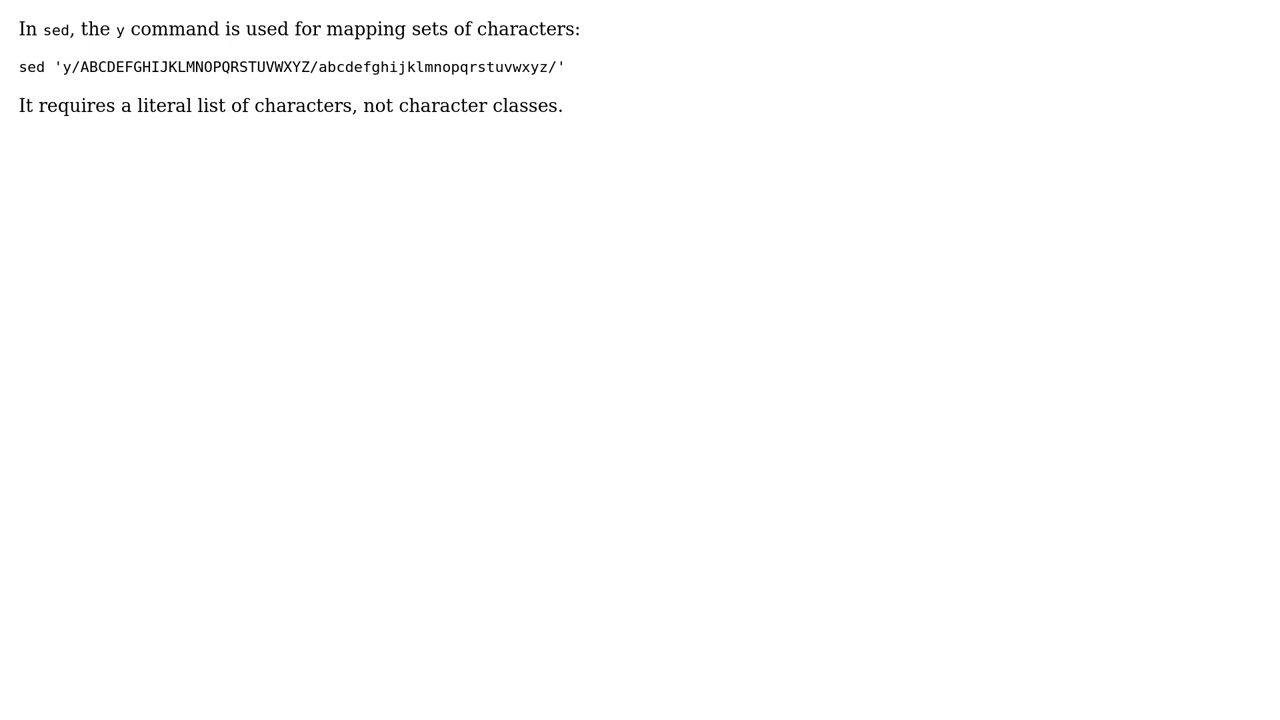 In sed, the y command is used for mapping sets of characters:
sed 'y/ABCDEFGHIJKLMNOPQRSTUVWXYZ/abcdefghijklmnopqrstuvwxyz/'
It requires a literal list of characters, not character classes.